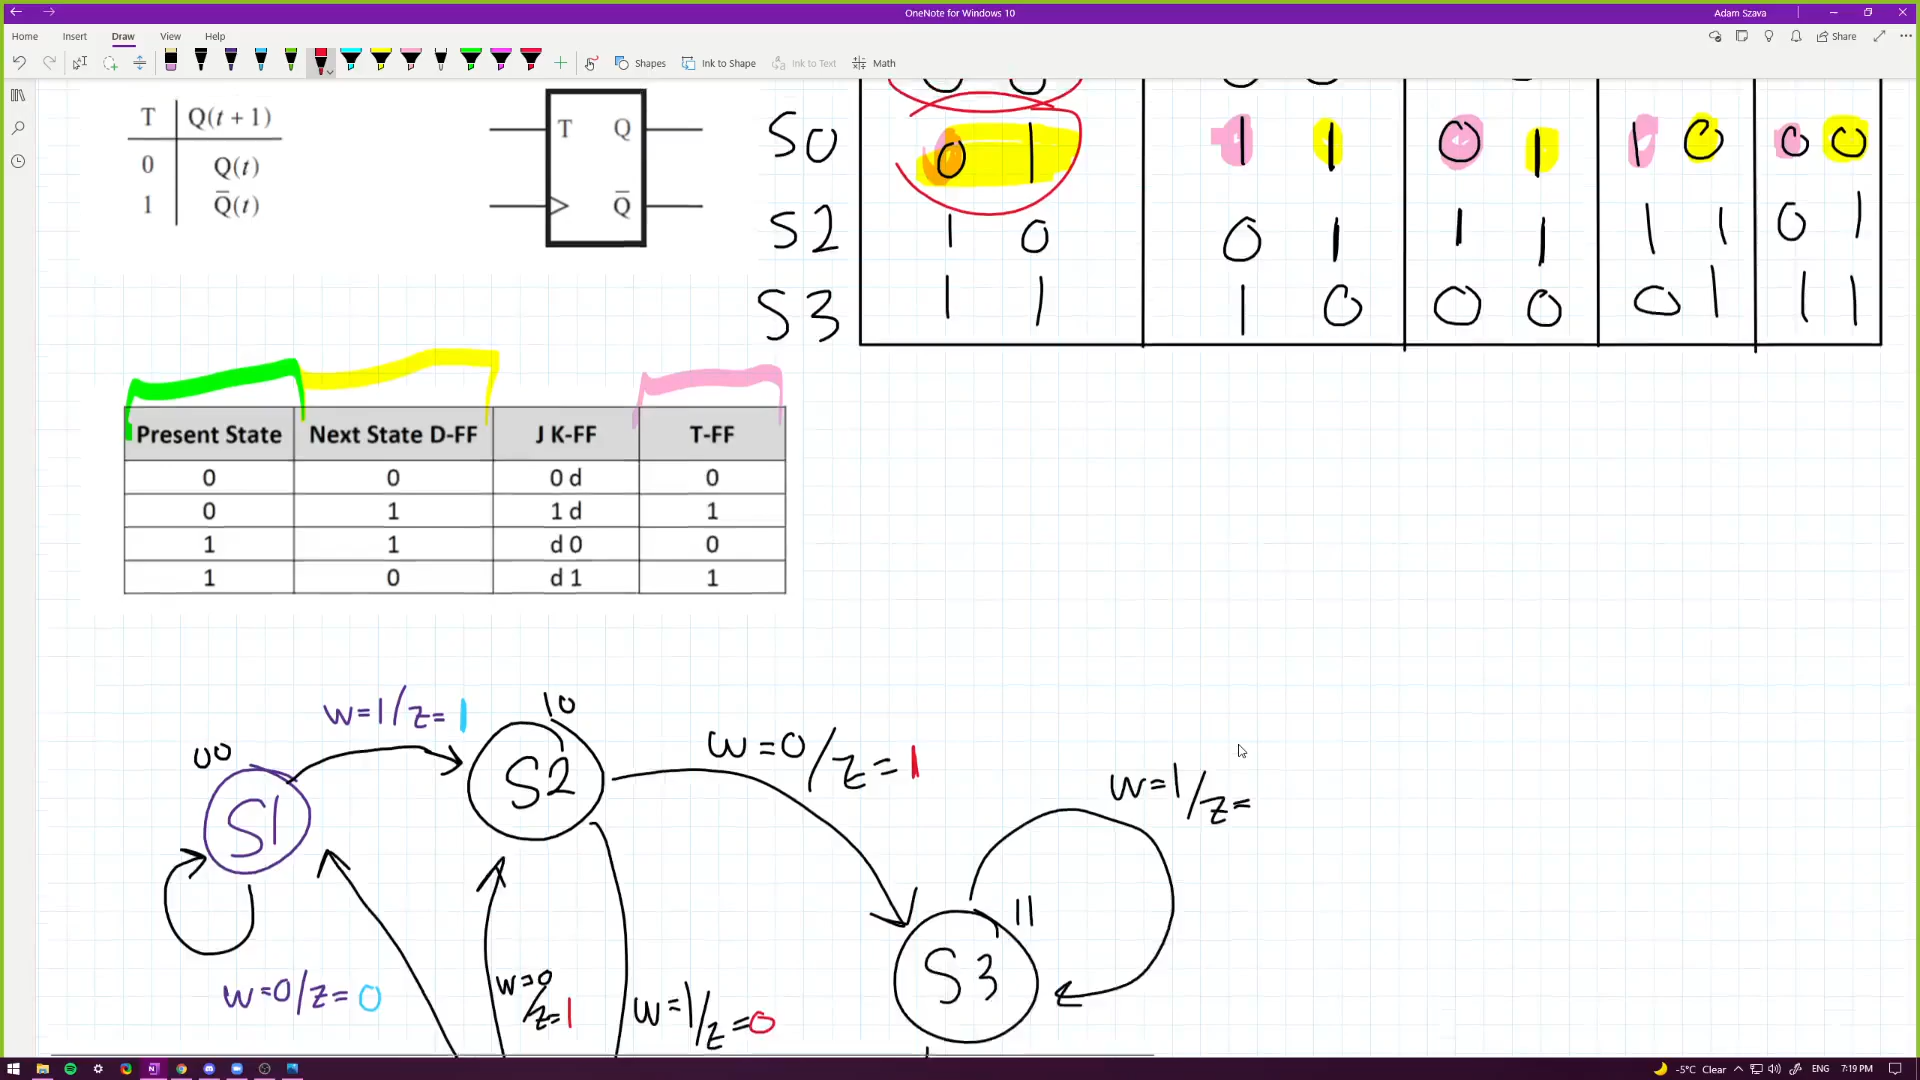 OneNote for Windows 10
Adam Szava
Home Insert Draw View Help
Share
Shapes Ink to Shape Ink to Text Math
T Q(t + 1)
0 Q(t)
1 Q̅(t)
T Q
Q̅
S0 0 1 1 1 0 1 1 0 0 0
S2 1 0 0 1 1 1 1 1 0 1
S3 1 1 1 0 0 0 0 1 1 1
Present State Next State D-FF J K-FF T-FF
0 0 0 d 0
0 1 1 d 1
1 1 d 0 0
1 0 d 1 1
w=1/z=1
10
00
S2
w=0/z=1
w=1/z=
S1
11
S3
w=0/z=0
w=0/z=1
w=1/z=0
-5°C Clear
ENG
7:19 PM